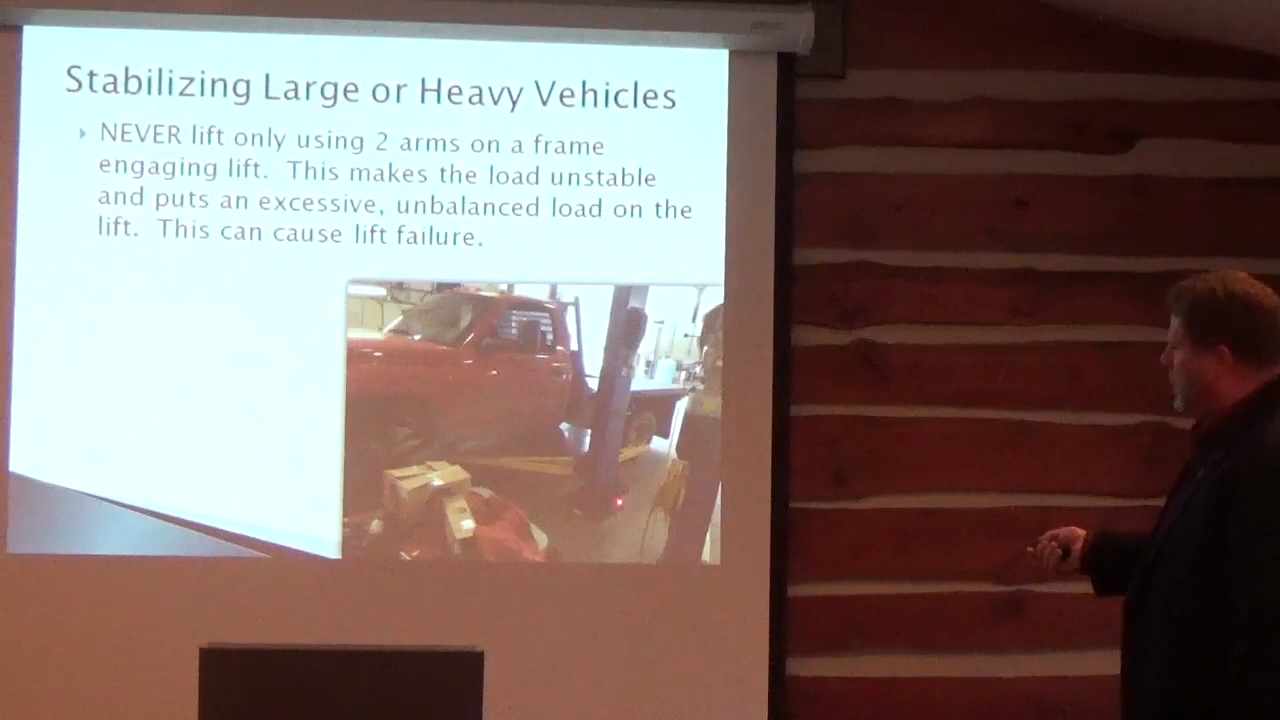 Stabilizing Large or Heavy Vehicles
NEVER lift only using 2 arms on a frame
engaging lift.  This makes the load unstable
and puts an excessive, unbalanced load on the
lift.  This can cause lift failure.